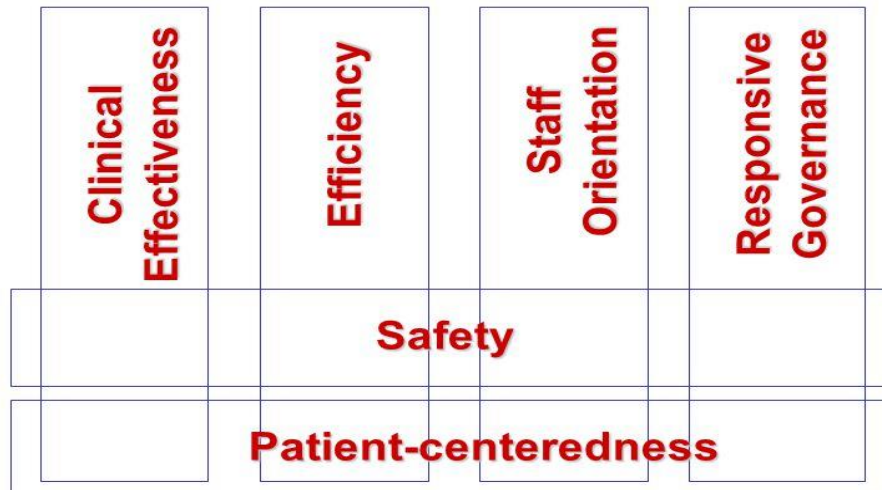 Clinical
Effectiveness
Efficiency
Staff
Orientation
Responsive
Governance
Safety
Patient-centeredness